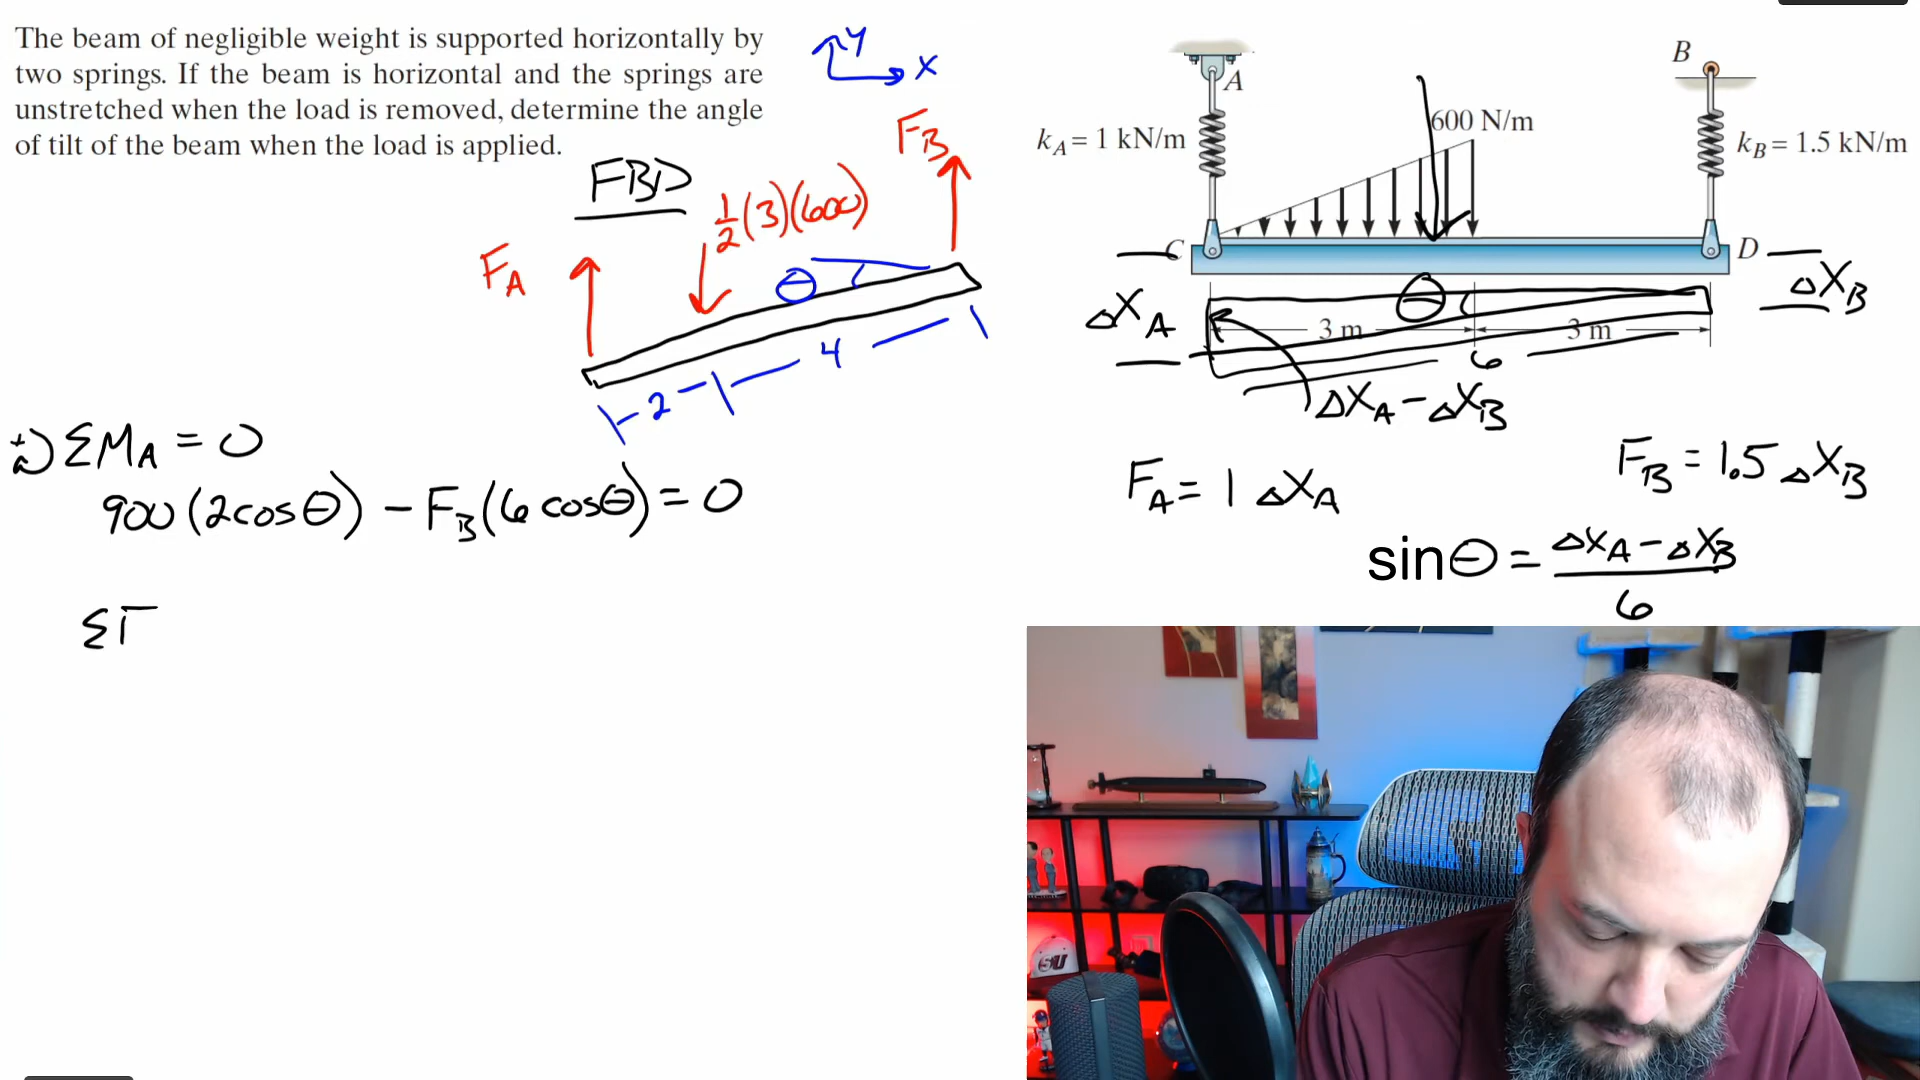 The beam of negligible weight is supported horizontally by
two springs. If the beam is horizontal and the springs are
unstretched when the load is removed, determine the angle
of tilt of the beam when the load is applied.
y
x
FBD
F_A
½(3)(600)
F_B
θ
2
4
A
B
k_A = 1 kN/m
600 N/m
k_B = 1.5 kN/m
C
D
ΔX_A
θ
ΔX_B
3 m
3 m
6
ΔX_A - ΔX_B
+ ΣM_A = 0
900 (2cosθ) - F_B(6 cosθ) = 0
ΣF
F_A = 1 ΔX_A
F_B = 1.5 ΔX_B
sinθ = (ΔX_A - ΔX_B)/6
SU